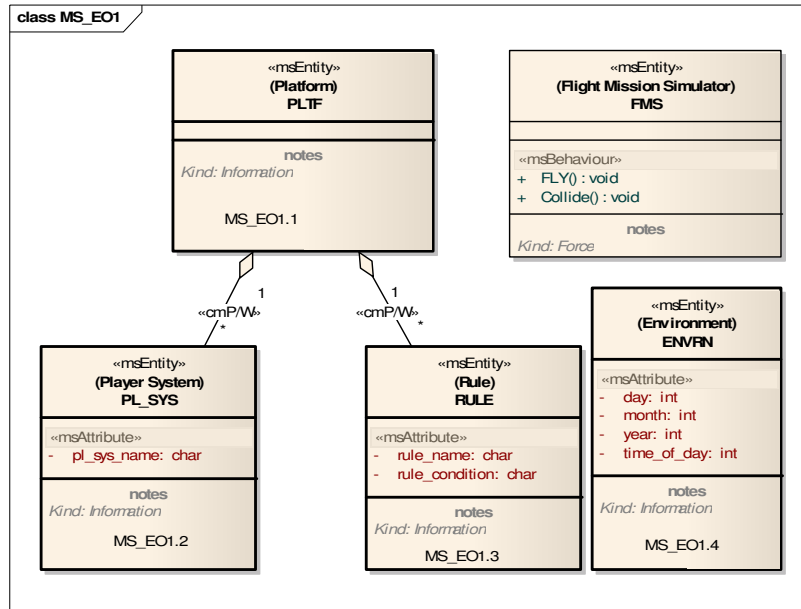 class MS_EO1
«msEntity»
(Platform)
PLTF
notes
Kind: Information
MS_EO1.1
«msEntity»
(Flight Mission Simulator)
FMS
«msBehaviour»
+ FLY() : void
+ Collide() : void
notes
Kind: Force
1
«cmP/W»
*
1
«cmP/W»
*
«msEntity»
(Player System)
PL_SYS
«msAttribute»
- pl_sys_name: char
notes
Kind: Information
MS_EO1.2
«msEntity»
(Rule)
RULE
«msAttribute»
- rule_name: char
- rule_condition: char
notes
Kind: Information
MS_EO1.3
«msEntity»
(Environment)
ENVRN
«msAttribute»
- day: int
- month: int
- year: int
- time_of_day: int
notes
Kind: Information
MS_EO1.4